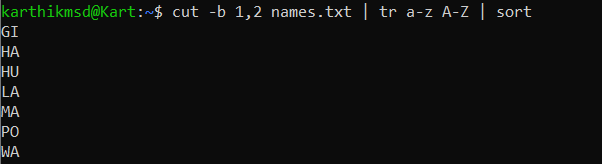 karthikmsd@Kart:~$ cut -b 1,2 names.txt | tr a-z A-Z | sort
GI
HA
HU
LA
MA
PO
WA